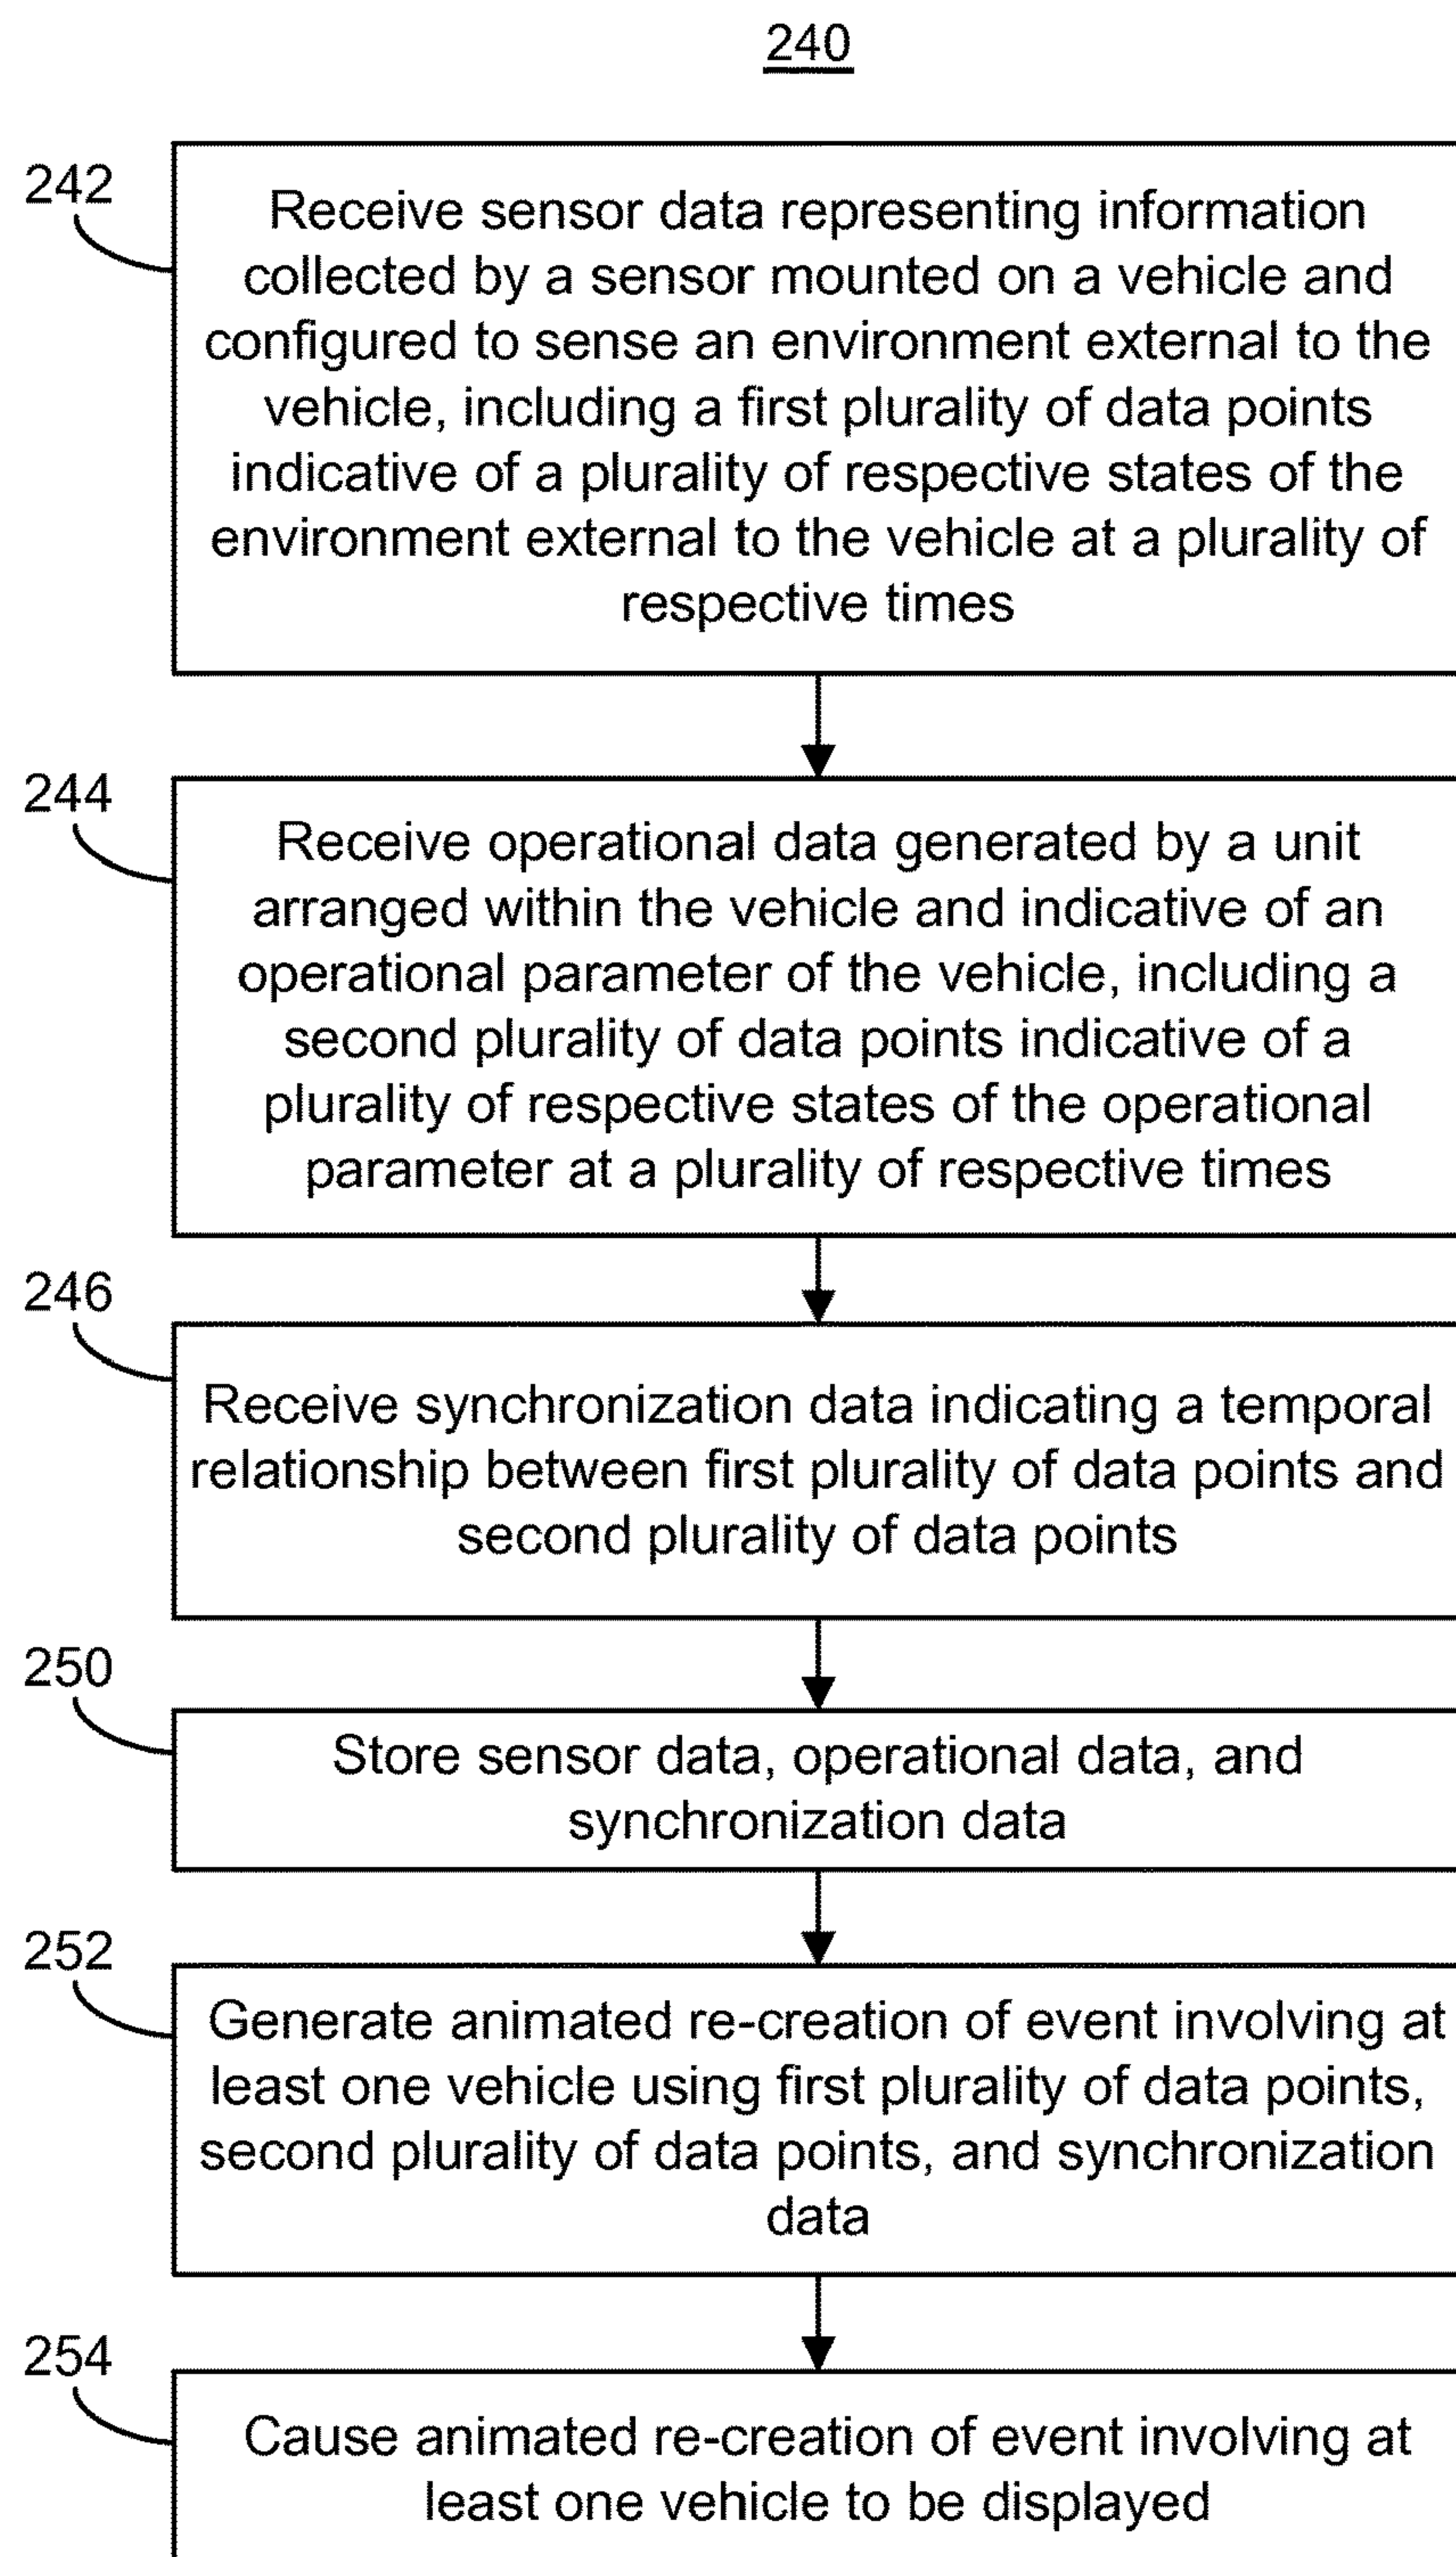 240
242
Receive sensor data representing information
collected by a sensor mounted on a vehicle and
configured to sense an environment external to the
vehicle, including a first plurality of data points
indicative of a plurality of respective states of the
environment external to the vehicle at a plurality of
respective times
244
Receive operational data generated by a unit
arranged within the vehicle and indicative of an
operational parameter of the vehicle, including a
second plurality of data points indicative of a
plurality of respective states of the operational
parameter at a plurality of respective times
246
Receive synchronization data indicating a temporal
relationship between first plurality of data points and
second plurality of data points
250
Store sensor data, operational data, and
synchronization data
252
Generate animated re-creation of event involving at
least one vehicle using first plurality of data points,
second plurality of data points, and synchronization
data
254
Cause animated re-creation of event involving at
least one vehicle to be displayed